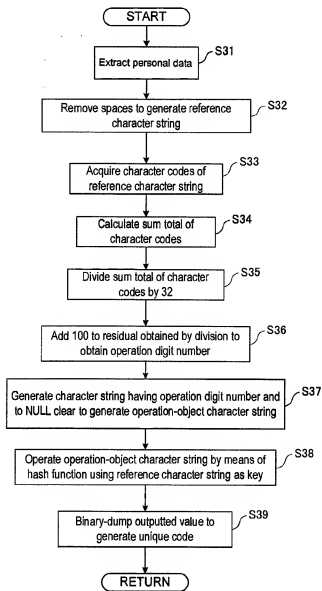 START
S31
Extract personal data
S32
Remove spaces to generate reference
character string
S33
Acquire character codes of
reference character string
S34
Calculate sum total of
character codes
S35
Divide sum total of character
codes by 32
S36
Add 100 to residual obtained by division to
obtain operation digit number
S37
Generate character string having operation digit number and
to NULL clear to generate operation-object character string
S38
Operate operation-object character string by means of
hash function using reference character string as key
S39
Binary-dump outputted value to
generate unique code
RETURN